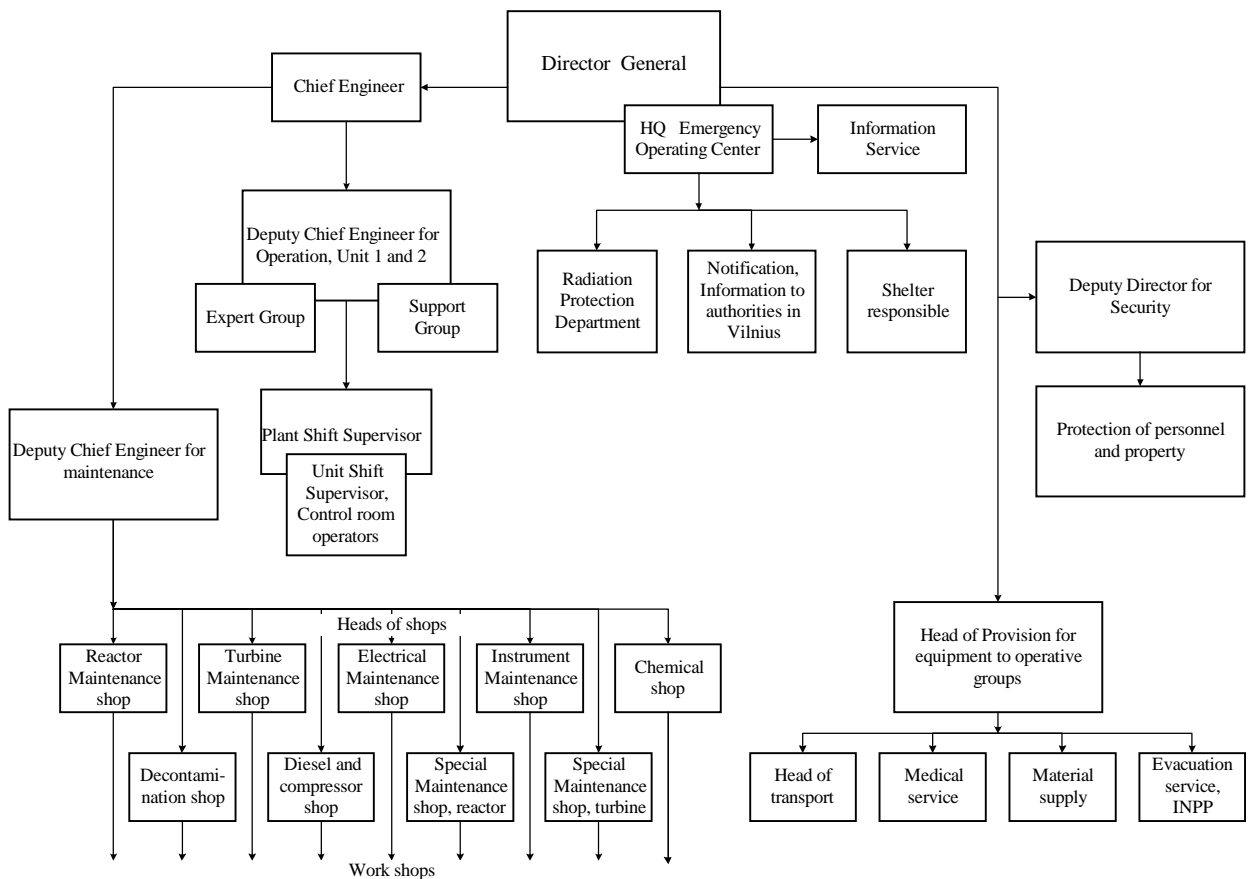 Director General
Chief Engineer
HQ Emergency
Operating Center
Information
Service
Deputy Chief Engineer for
Operation, Unit 1 and 2
Expert Group
Support
Group
Radiation
Protection
Department
Notification,
Information to
authorities in
Vilnius
Shelter
responsible
Deputy Director for
Security
Protection of personnel
and property
Plant Shift Supervisor
Unit Shift
Supervisor,
Control room
operators
Deputy Chief Engineer for
maintenance
Heads of shops
Reactor
Maintenance
shop
Turbine
Maintenance
shop
Electrical
Maintenance
shop
Instrument
Maintenance
shop
Chemical
shop
Decontami-
nation shop
Diesel and
compressor
shop
Special
Maintenance
shop, reactor
Special
Maintenance
shop, turbine
Work shops
Head of Provision for
equipment to operative
groups
Head of
transport
Medical
service
Material
supply
Evacuation
service,
INPP